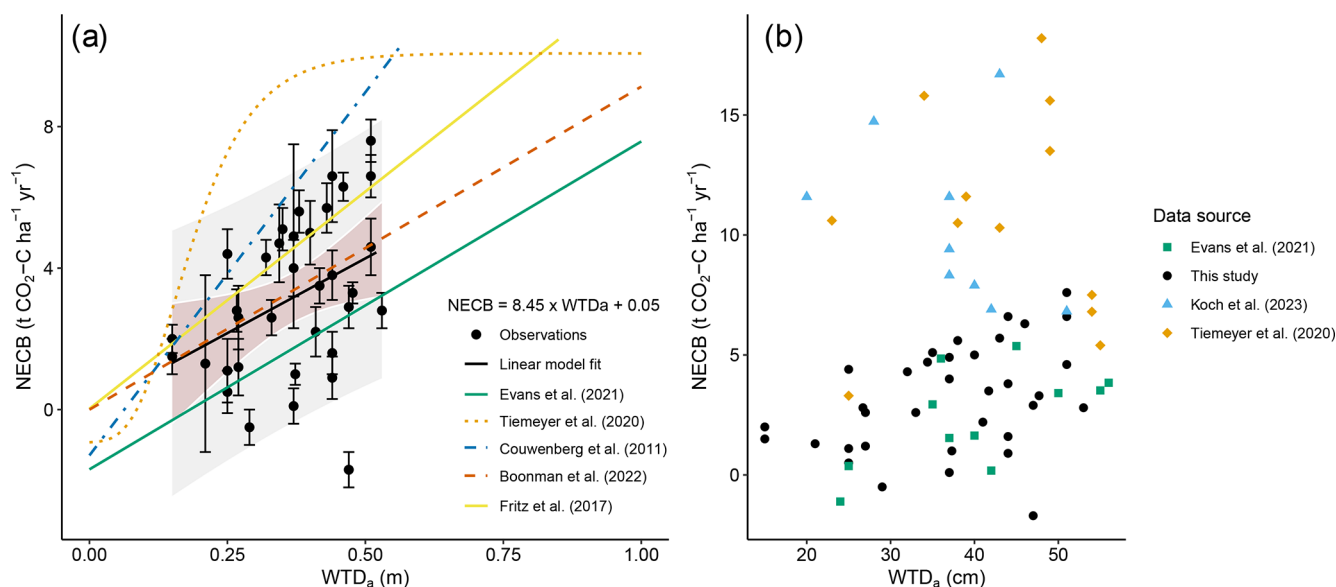 (a)
NECB (t CO₂–C ha⁻¹ yr⁻¹)
8
4
0
NECB = 8.45 x WTDa + 0.05
Observations
Linear model fit
Evans et al. (2021)
Tiemeyer et al. (2020)
Couwenberg et al. (2011)
Boonman et al. (2022)
Fritz et al. (2017)
0.00 0.25 0.50 0.75 1.00
WTDₐ (m)
(b)
NECB (t CO₂–C ha⁻¹ yr⁻¹)
15
10
5
0
20 30 40 50
WTDₐ (cm)
Data source
Evans et al. (2021)
This study
Koch et al. (2023)
Tiemeyer et al. (2020)